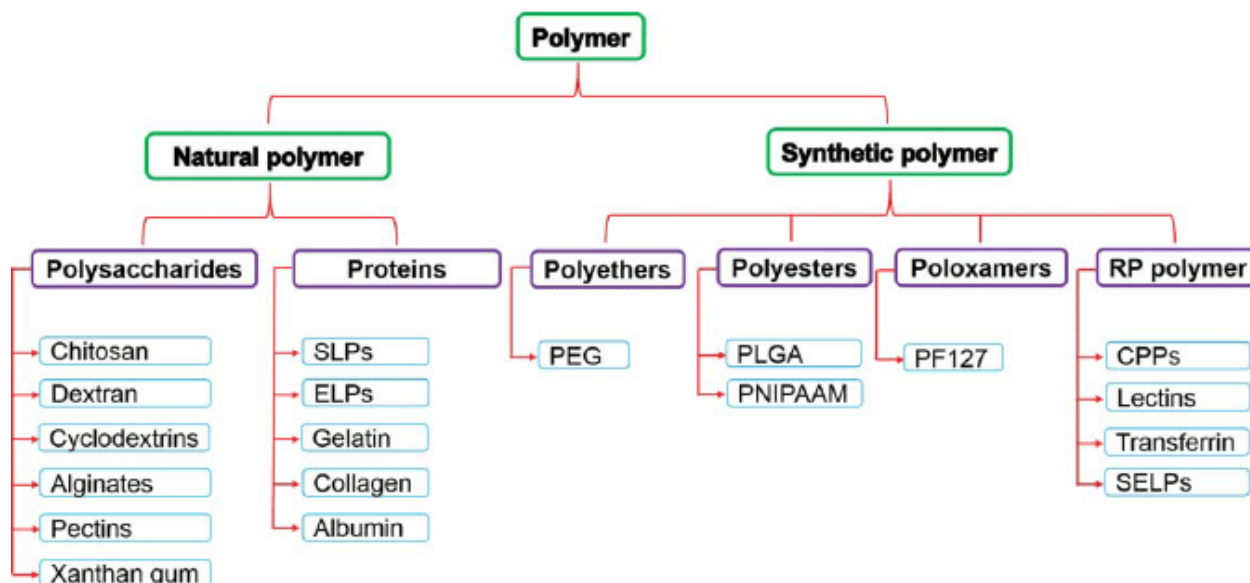 Polymer
Natural polymer
Synthetic polymer
Polysaccharides
Proteins
Polyethers
Polyesters
Poloxamers
RP polymer
Chitosan
Dextran
Cyclodextrins
Alginates
Pectins
Xanthan gum
SLPs
ELPs
Gelatin
Collagen
Albumin
PEG
PLGA
PNIPAAM
PF127
CPPs
Lectins
Transferrin
SELPs